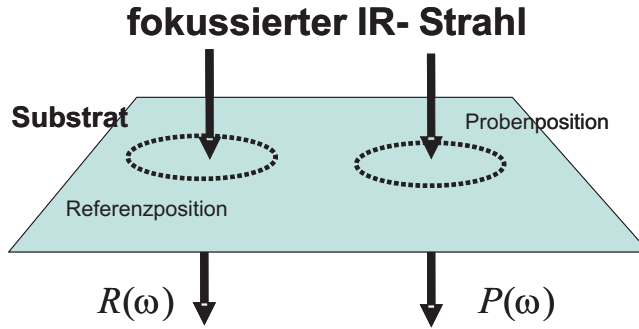 fokussierter IR- Strahl
Substrat
Probenposition
Referenzposition
R(ω)
P(ω)